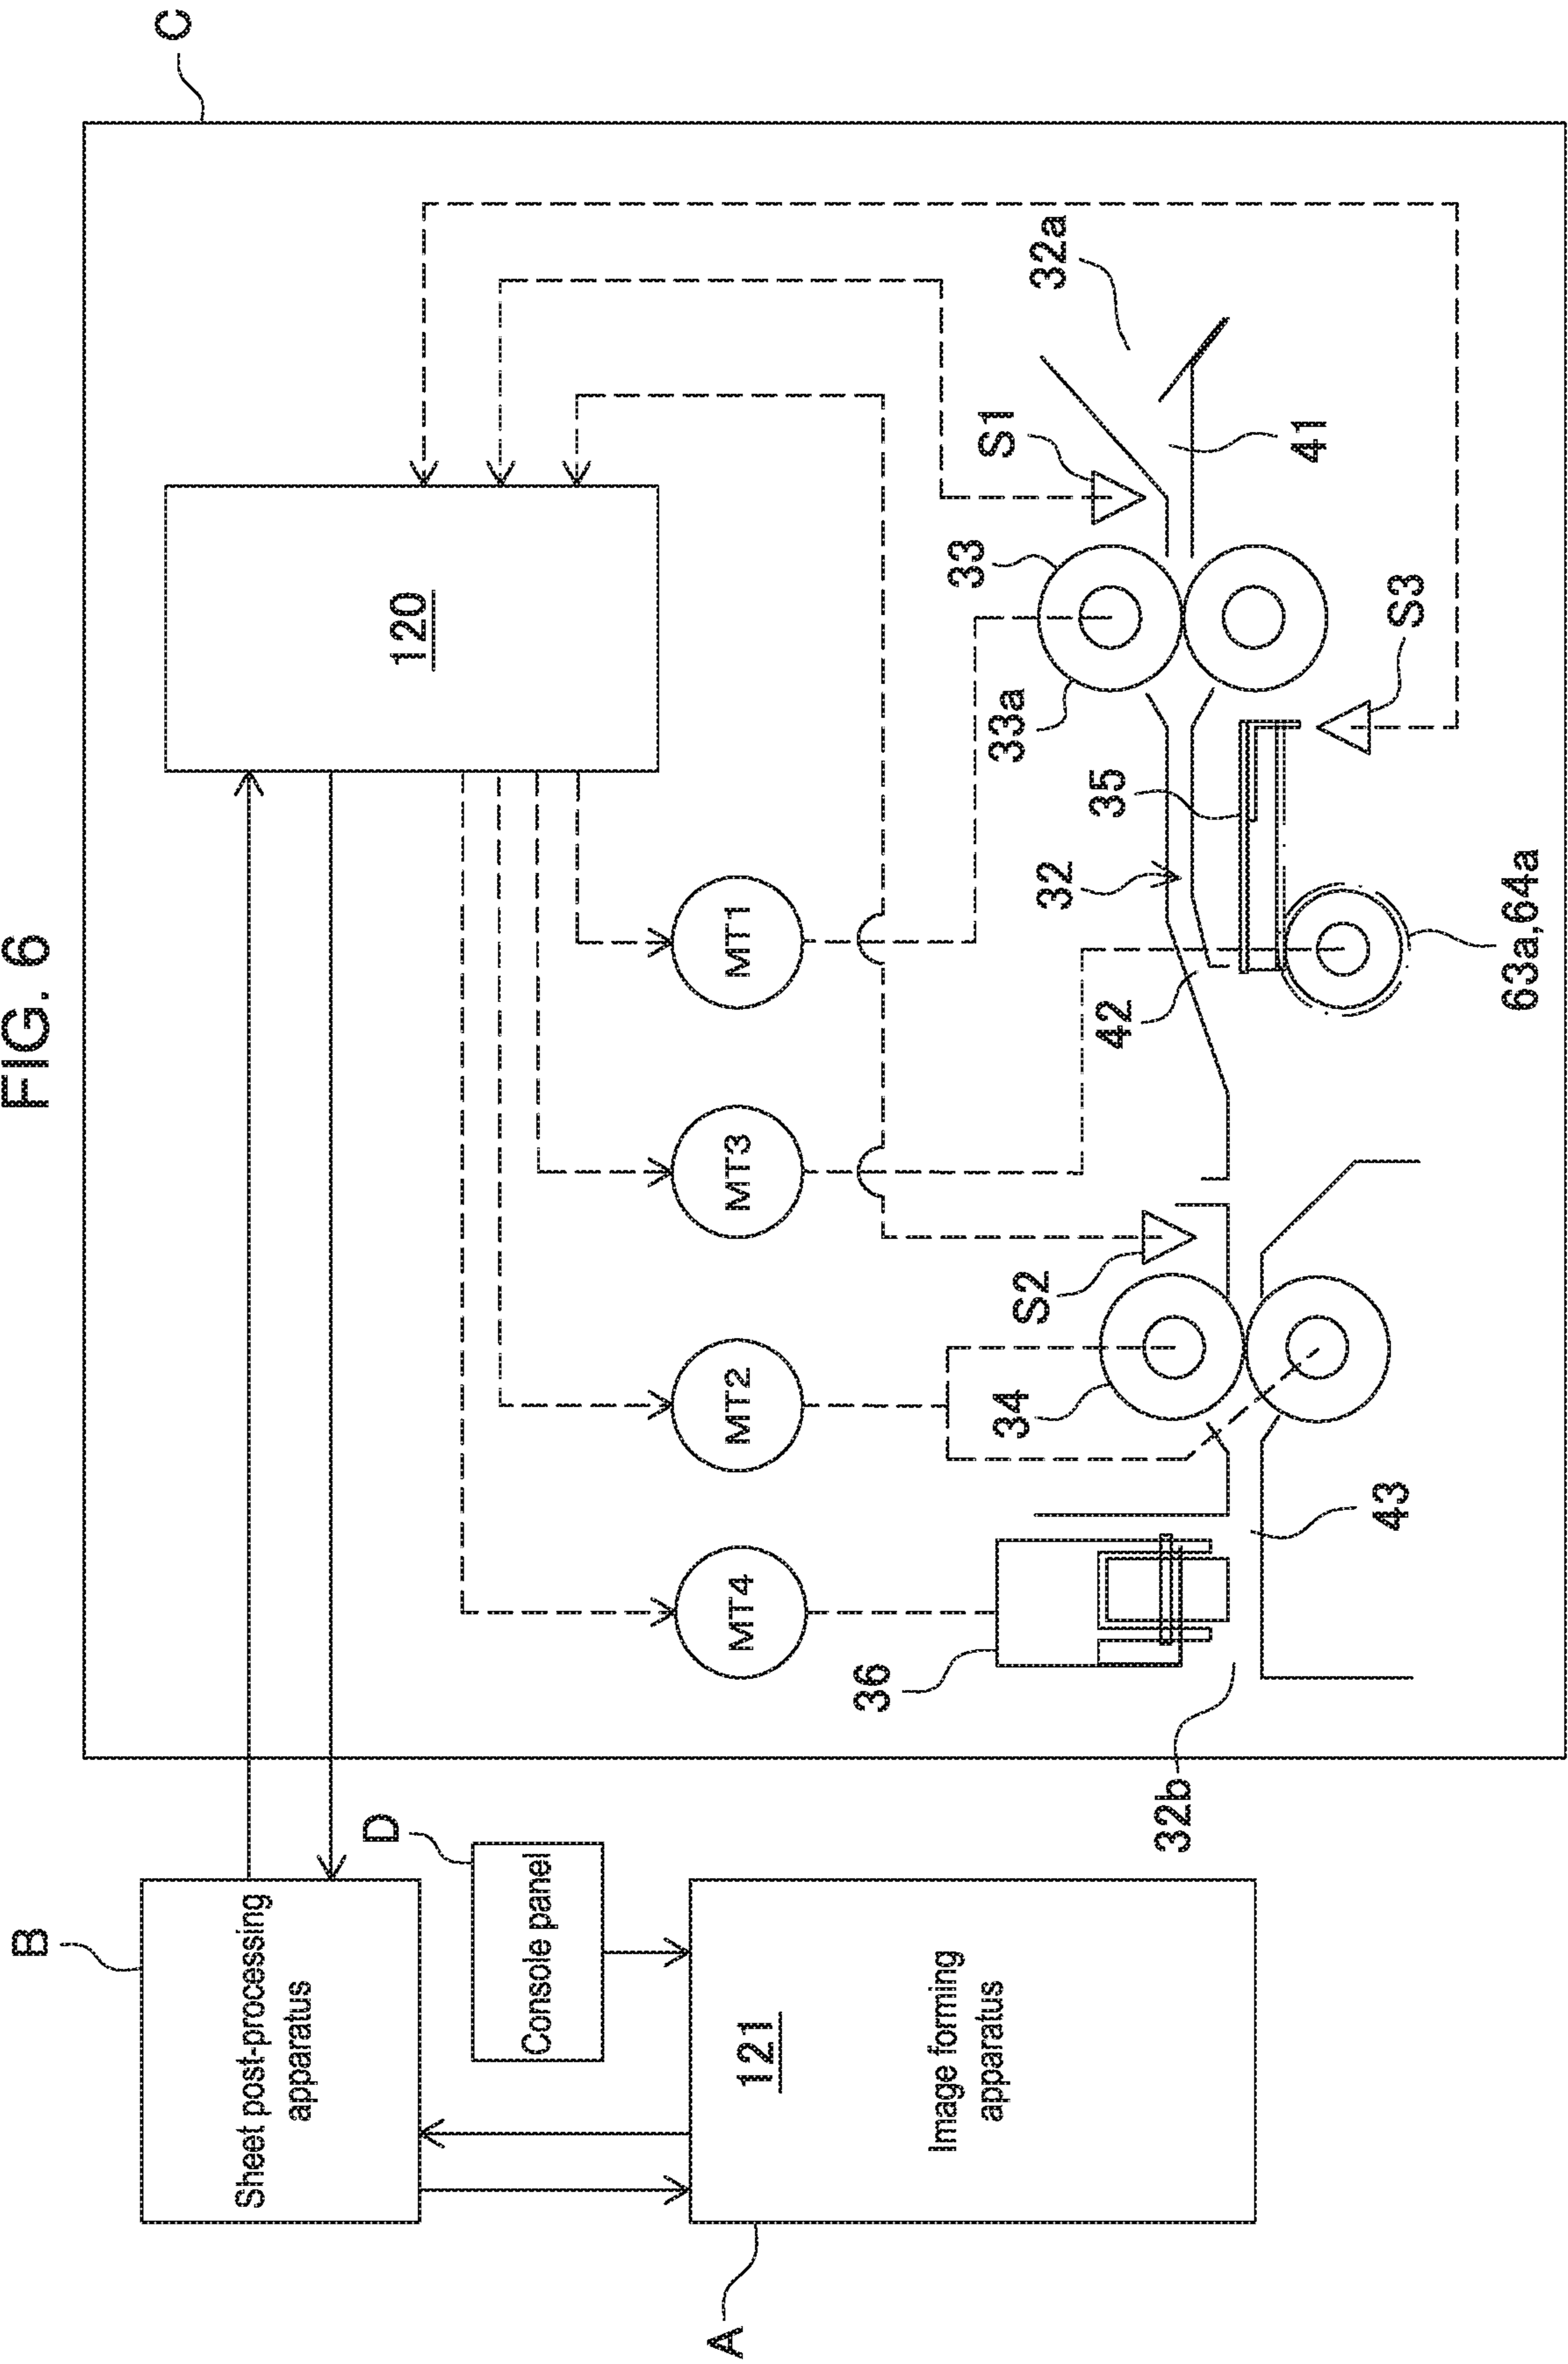 FIG. 6
B
Sheet post-processing
apparatus
C
120
D
Console panel
121
Image forming
apparatus
A
MT4
MT2
MT3
MT1
36
34
S2
32
42
35
33a
33
S1
32a
32b
43
63a,64a
S3
41